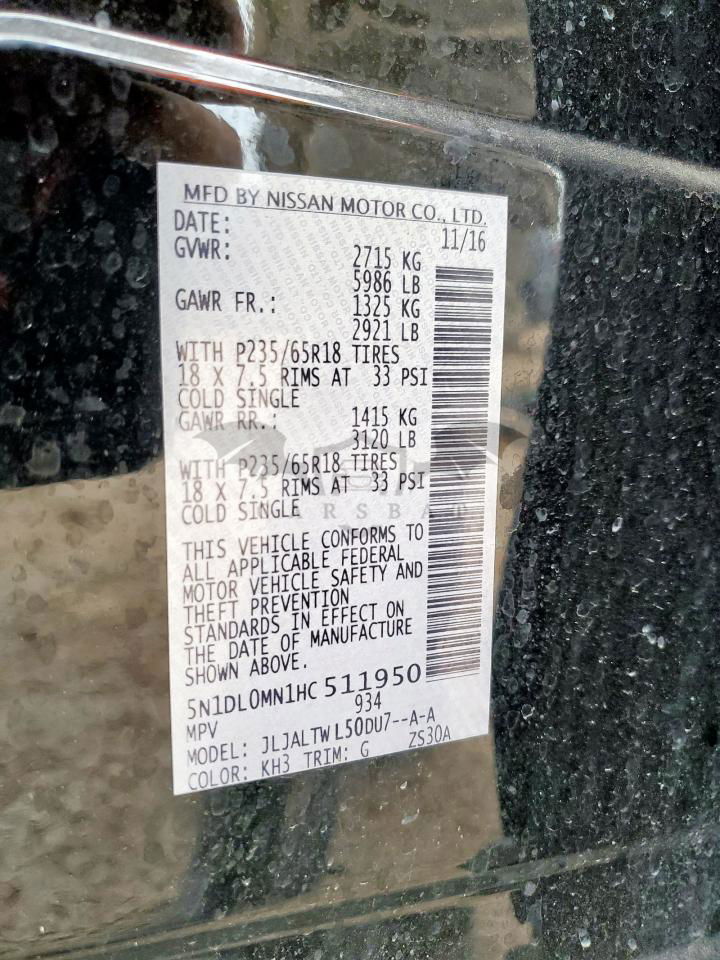 MFD BY NISSAN MOTOR CO., LTD.
DATE: 11/16
GVWR: 2715 KG
5986 LB
GAWR FR.: 1325 KG
2921 LB
WITH P235/65R18 TIRES
18 X 7.5 RIMS AT 33 PSI
COLD SINGLE
GAWR RR.: 1415 KG
3120 LB
WITH P235/65R18 TIRES
18 X 7.5 RIMS AT 33 PSI
COLD SINGLE
THIS VEHICLE CONFORMS TO
ALL APPLICABLE FEDERAL
MOTOR VEHICLE SAFETY AND
THEFT PREVENTION
STANDARDS IN EFFECT ON
THE DATE OF MANUFACTURE
SHOWN ABOVE.
5N1DL0MN1HC 511950
MPV 934
MODEL: JLJALTW L50DU7--A-A
COLOR: KH3 TRIM: G ZS30A